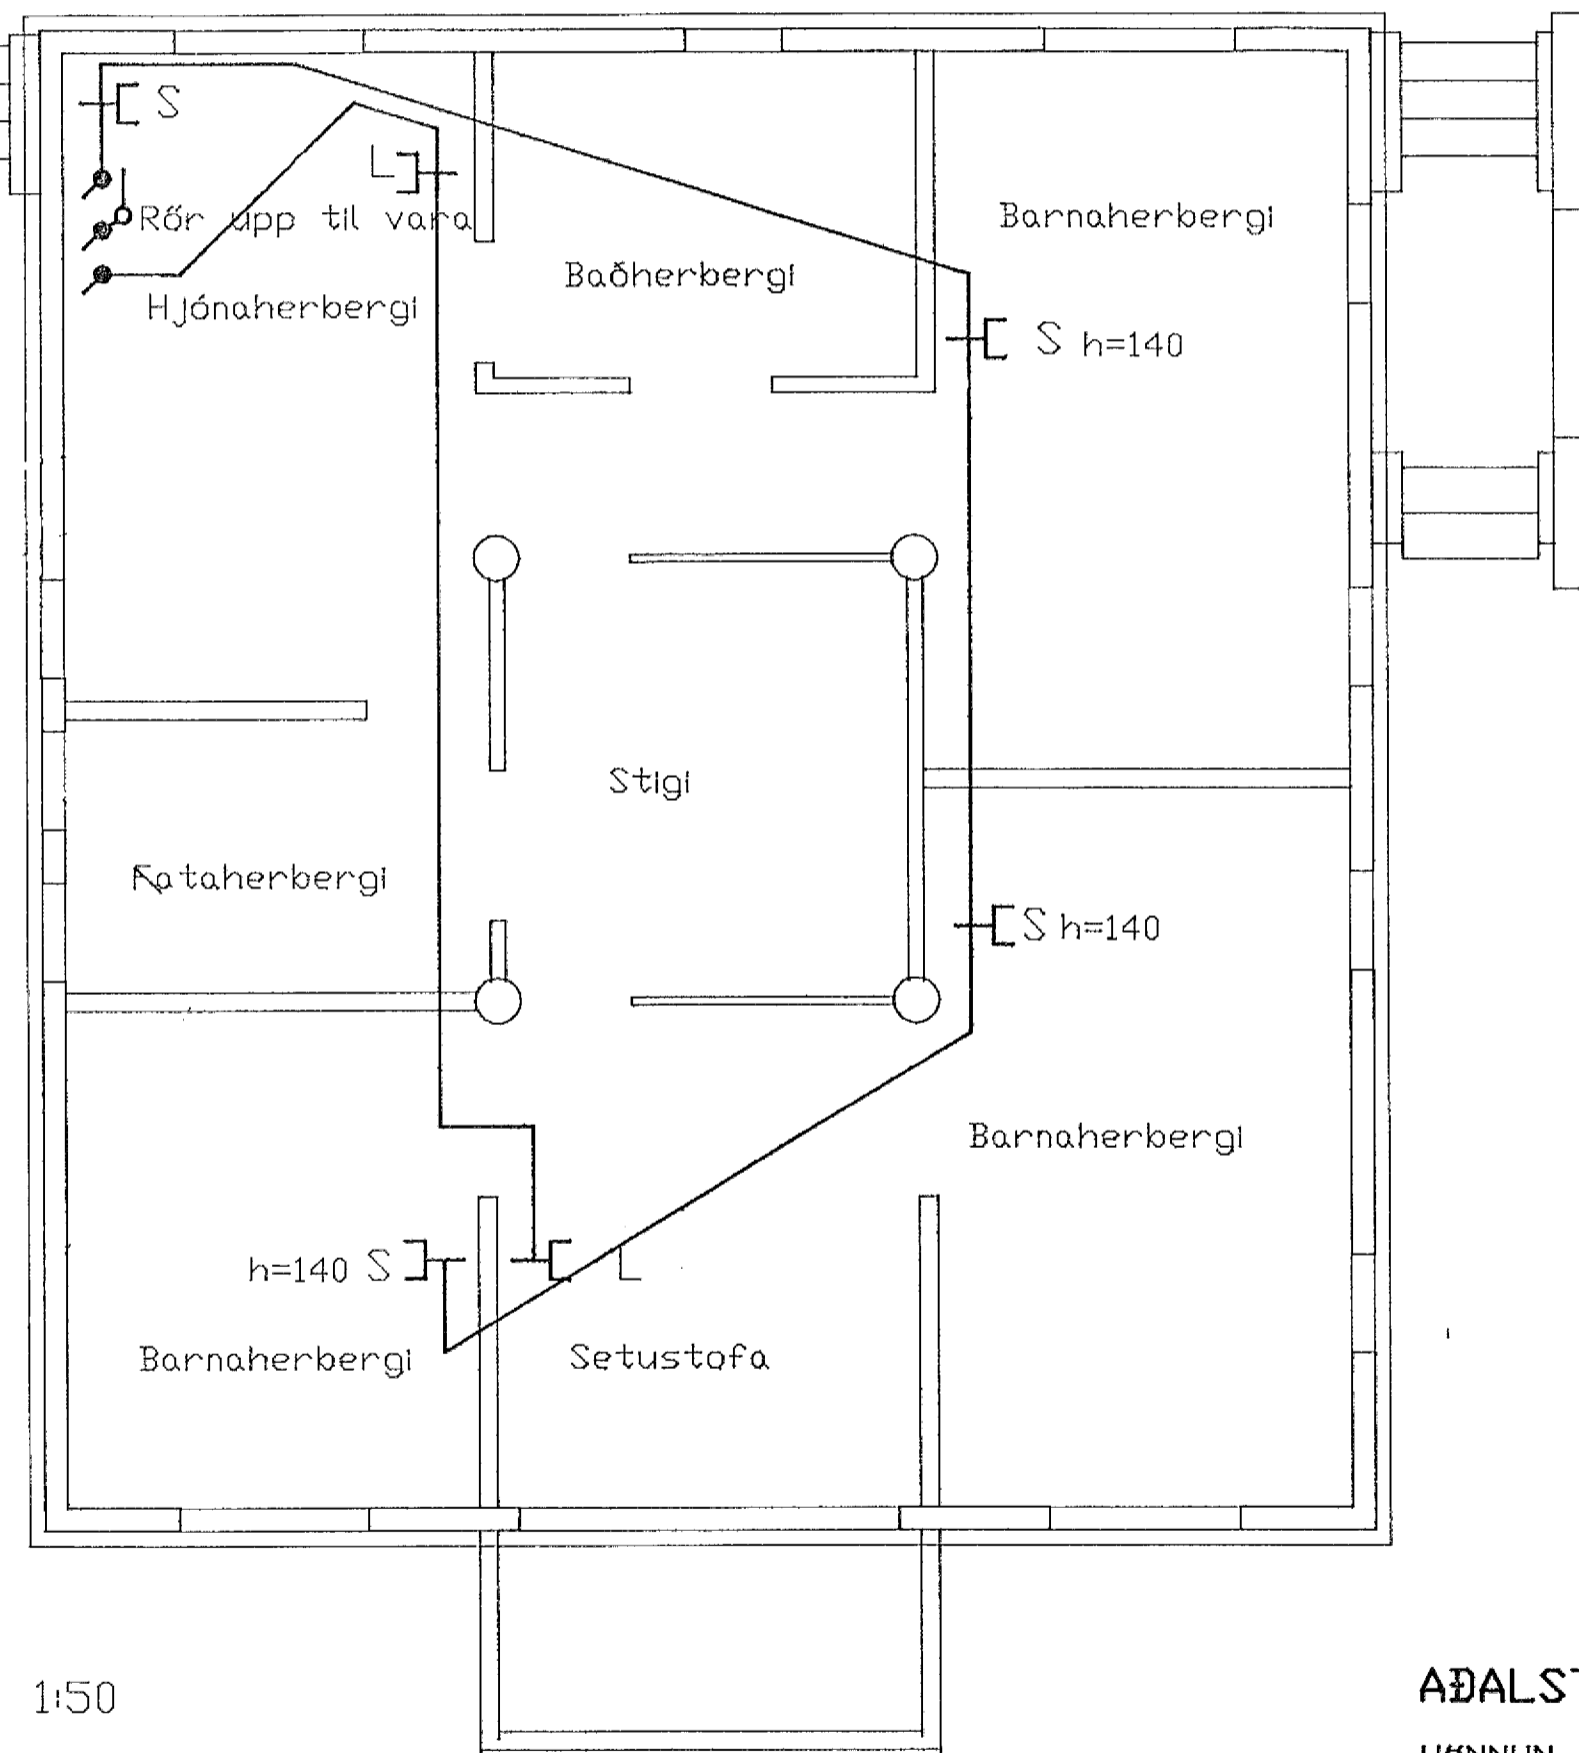 S
L
Rör upp til vara
Barnaherbergi
Baðherbergi
Hjónaherbergi
S h=140
Stigi
Fataherbergi
S h=140
Barnaherbergi
h=140 S
L
Barnaherbergi
Setustofa
1:50
AÐALS